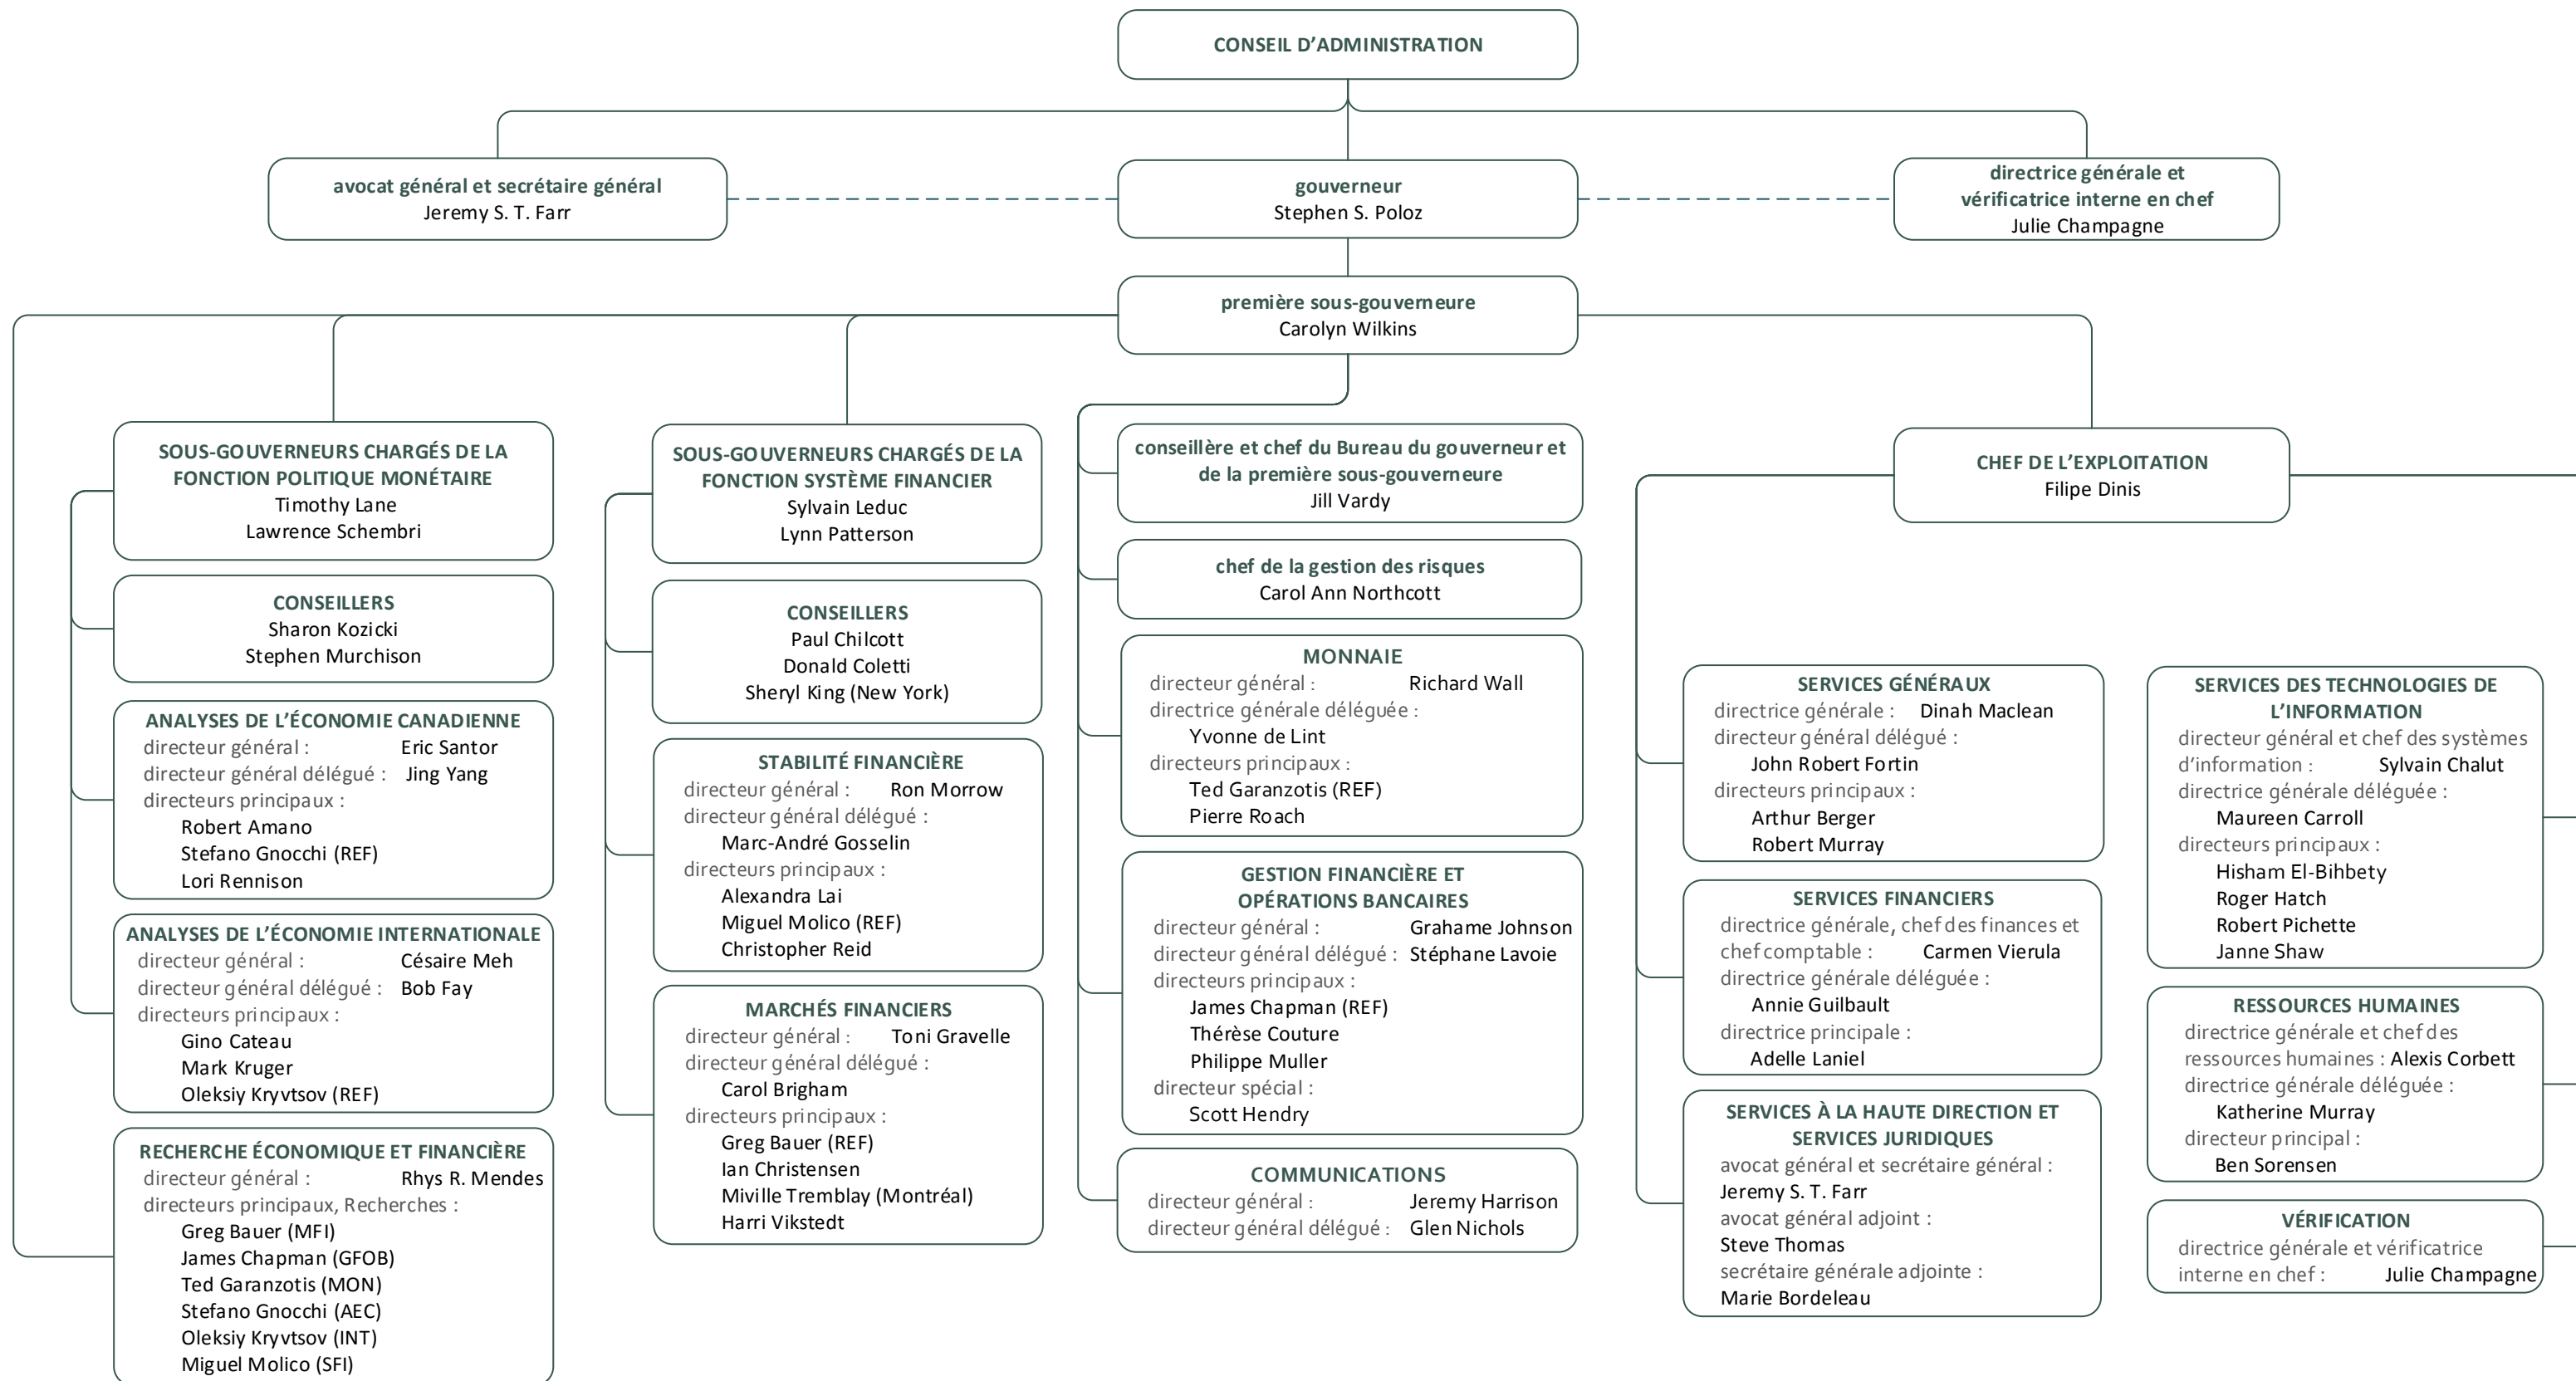 CONSEIL D’ADMINISTRATION
avocat général et secrétaire général
Jeremy S. T. Farr
gouverneur
Stephen S. Poloz
directrice générale et
vérificatrice interne en chef
Julie Champagne
première sous-gouverneure
Carolyn Wilkins
SOUS-GOUVERNEURS CHARGÉS DE LA
FONCTION POLITIQUE MONÉTAIRE
Timothy Lane
Lawrence Schembri
CONSEILLERS
Sharon Kozicki
Stephen Murchison
ANALYSES DE L’ÉCONOMIE CANADIENNE
directeur général : Eric Santor
directeur général délégué : Jing Yang
directeurs principaux :
Robert Amano
Stefano Gnocchi (REF)
Lori Rennison
ANALYSES DE L’ÉCONOMIE INTERNATIONALE
directeur général : Césaire Meh
directeur général délégué : Bob Fay
directeurs principaux :
Gino Cateau
Mark Kruger
Oleksiy Kryvtsov (REF)
RECHERCHE ÉCONOMIQUE ET FINANCIÈRE
directeur général : Rhys R. Mendes
directeurs principaux, Recherches :
Greg Bauer (MFI)
James Chapman (GFOB)
Ted Garanzotis (MON)
Stefano Gnocchi (AEC)
Oleksiy Kryvtsov (INT)
Miguel Molico (SFI)
SOUS-GOUVERNEURS CHARGÉS DE LA
FONCTION SYSTÈME FINANCIER
Sylvain Leduc
Lynn Patterson
CONSEILLERS
Paul Chilcott
Donald Coletti
Sheryl King (New York)
STABILITÉ FINANCIÈRE
directeur général : Ron Morrow
directeur général délégué :
Marc-André Gosselin
directeurs principaux :
Alexandra Lai
Miguel Molico (REF)
Christopher Reid
MARCHÉS FINANCIERS
directeur général : Toni Gravelle
directeur général délégué :
Carol Brigham
directeurs principaux :
Greg Bauer (REF)
Ian Christensen
Miville Tremblay (Montréal)
Harri Vikstedt
conseillère et chef du Bureau du gouverneur et
de la première sous-gouverneure
Jill Vardy
chef de la gestion des risques
Carol Ann Northcott
MONNAIE
directeur général : Richard Wall
directrice générale déléguée :
Yvonne de Lint
directeurs principaux :
Ted Garanzotis (REF)
Pierre Roach
GESTION FINANCIÈRE ET
OPÉRATIONS BANCAIRES
directeur général : Grahame Johnson
directeur général délégué : Stéphane Lavoie
directeurs principaux :
James Chapman (REF)
Thérèse Couture
Philippe Muller
directeur spécial :
Scott Hendry
COMMUNICATIONS
directeur général : Jeremy Harrison
directeur général délégué : Glen Nichols
CHEF DE L’EXPLOITATION
Filipe Dinis
SERVICES GÉNÉRAUX
directrice générale : Dinah Maclean
directeur général délégué :
John Robert Fortin
directeurs principaux :
Arthur Berger
Robert Murray
SERVICES FINANCIERS
directrice générale, chef des finances et
chef comptable : Carmen Vierula
directrice générale déléguée :
Annie Guilbault
directrice principale :
Adelle Laniel
SERVICES À LA HAUTE DIRECTION ET
SERVICES JURIDIQUES
avocat général et secrétaire général :
Jeremy S. T. Farr
avocat général adjoint :
Steve Thomas
secrétaire générale adjointe :
Marie Bordeleau
SERVICES DES TECHNOLOGIES DE
L’INFORMATION
directeur général et chef des systèmes
d’information : Sylvain Chalut
directrice générale déléguée :
Maureen Carroll
directeurs principaux :
Hisham El-Bihbety
Roger Hatch
Robert Pichette
Janne Shaw
RESSOURCES HUMAINES
directrice générale et chef des
ressources humaines : Alexis Corbett
directrice générale déléguée :
Katherine Murray
directeur principal :
Ben Sorensen
VÉRIFICATION
directrice générale et vérificatrice
interne en chef : Julie Champagne